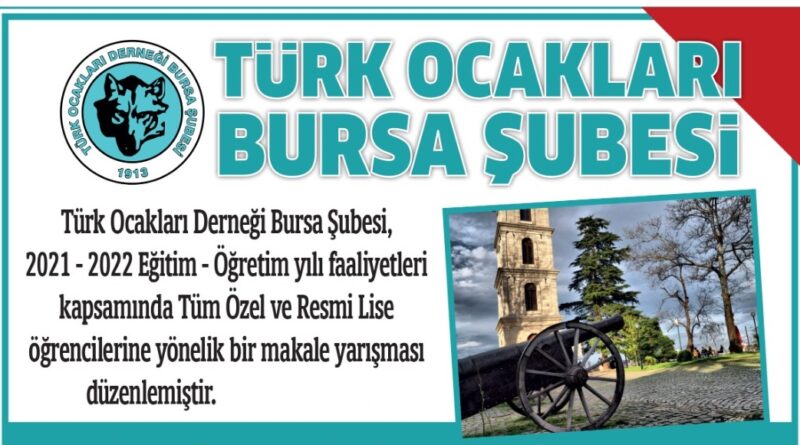 TÜRK OCAKLARI DERNEĞİ BURSA ŞUBESİ
1913
TÜRK OCAKLARI
BURSA ŞUBESİ
Türk Ocakları Derneği Bursa Şubesi,
2021 - 2022 Eğitim - Öğretim yılı faaliyetleri
kapsamında Tüm Özel ve Resmi Lise
öğrencilerine yönelik bir makale yarışması
düzenlemiştir.